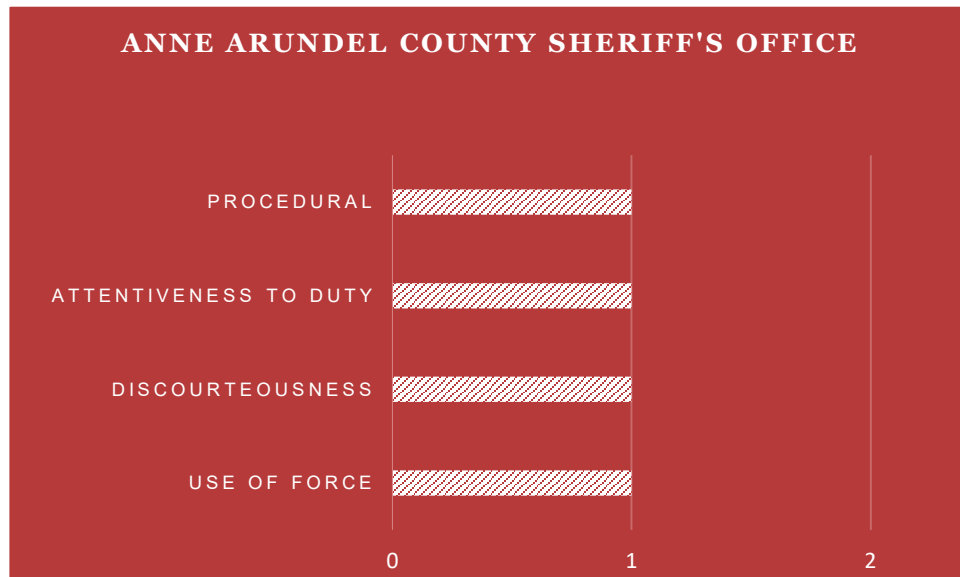 ANNE ARUNDEL COUNTY SHERIFF'S OFFICE
PROCEDURAL
ATTENTIVENESS TO DUTY
DISCOURTEOUSNESS
USE OF FORCE
0 1 2